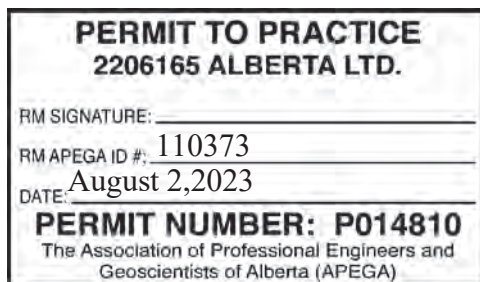 PERMIT TO PRACTICE
2206165 ALBERTA LTD.
RM SIGNATURE:
RM APEGA ID #: 110373
DATE: August 2,2023
PERMIT NUMBER: P014810
The Association of Professional Engineers and
Geoscientists of Alberta (APEGA)